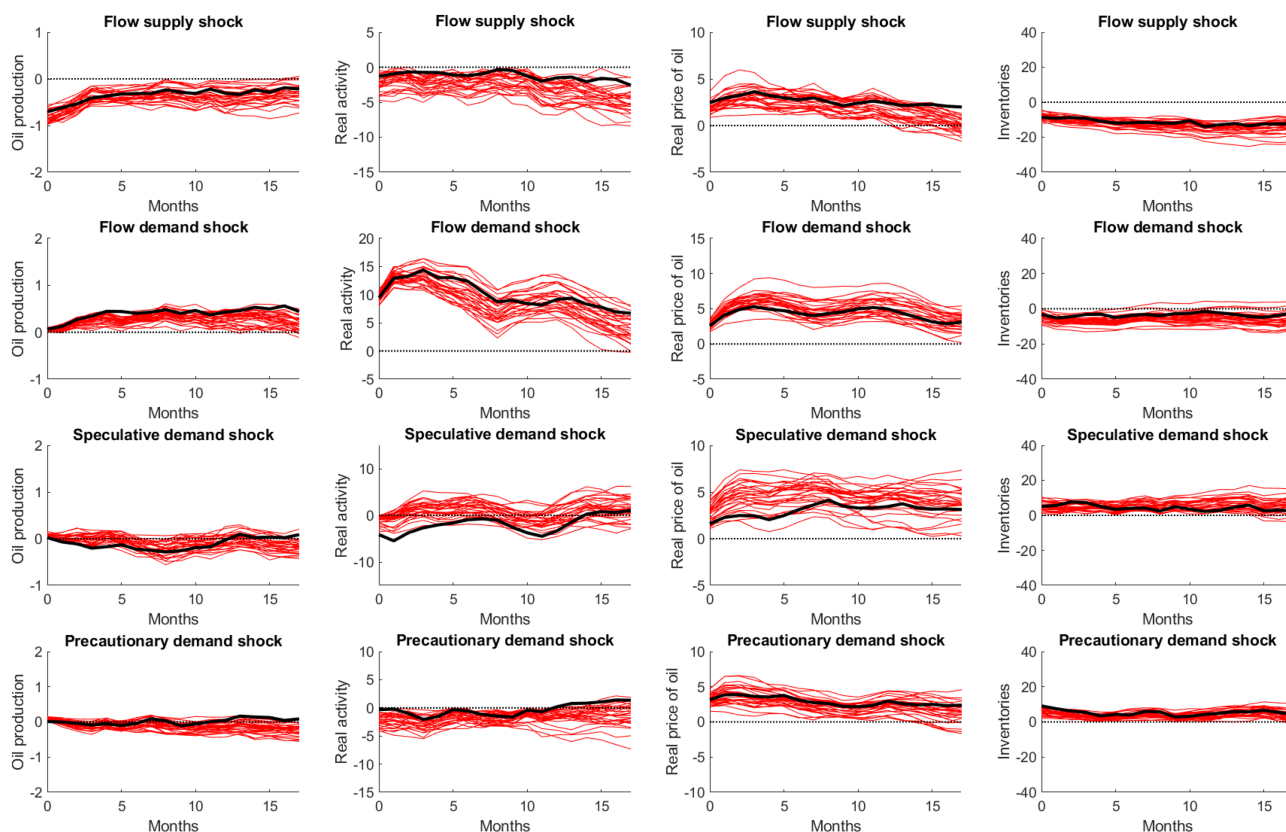 Flow supply shock
Oil production
1
0
-1
-2
0 5 10 15
Months
Flow supply shock
Real activity
5
0
-5
-10
-15
0 5 10 15
Months
Flow supply shock
Real price of oil
10
5
0
-5
0 5 10 15
Months
Flow supply shock
Inventories
40
20
0
-20
-40
0 5 10 15
Months
Flow demand shock
Oil production
2
1
0
-1
0 5 10 15
Months
Flow demand shock
Real activity
20
15
10
5
0
-5
0 5 10 15
Months
Flow demand shock
Real price of oil
15
10
5
0
-5
0 5 10 15
Months
Flow demand shock
Inventories
40
20
0
-20
-40
0 5 10 15
Months
Speculative demand shock
Oil production
2
1
0
-1
0 5 10 15
Months
Speculative demand shock
Real activity
10
0
-10
0 5 10 15
Months
Speculative demand shock
Real price of oil
10
5
0
-5
0 5 10 15
Months
Speculative demand shock
Inventories
40
20
0
-20
-40
0 5 10 15
Months
Precautionary demand shock
Oil production
2
1
0
-1
-2
0 5 10 15
Months
Precautionary demand shock
Real activity
10
5
0
-5
-10
-15
0 5 10 15
Months
Precautionary demand shock
Real price of oil
10
5
0
-5
-10
0 5 10 15
Months
Precautionary demand shock
Inventories
40
20
0
-20
-40
0 5 10 15
Months